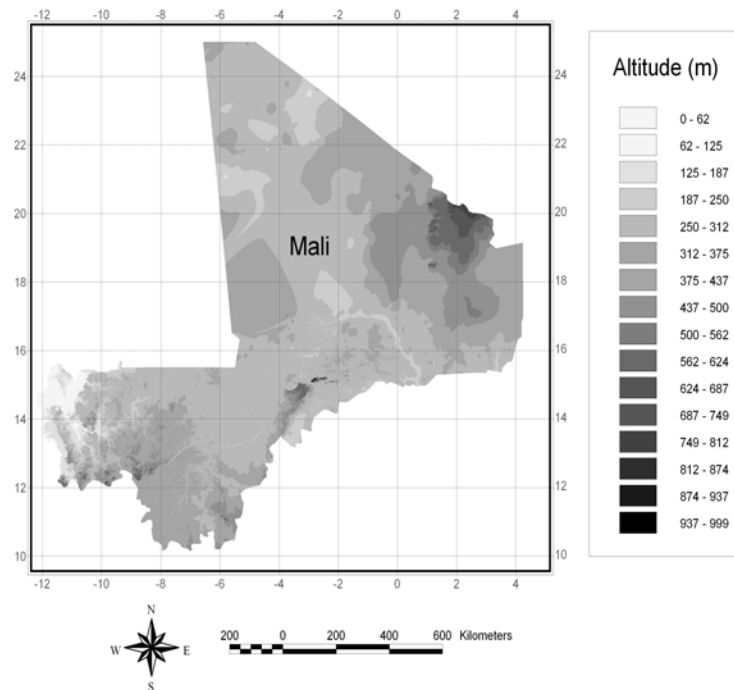 -12 -10 -8 -6 -4 -2 0 2 4
24 24
22 22
20 20
18 18
16 16
14 14
12 12
10 10
-12 -10 -8 -6 -4 -2 0 2 4
Mali
Altitude (m)
0 - 62
62 - 125
125 - 187
187 - 250
250 - 312
312 - 375
375 - 437
437 - 500
500 - 562
562 - 624
624 - 687
687 - 749
749 - 812
812 - 874
874 - 937
937 - 999
N
W E
S
200 0 200 400 600 Kilometers